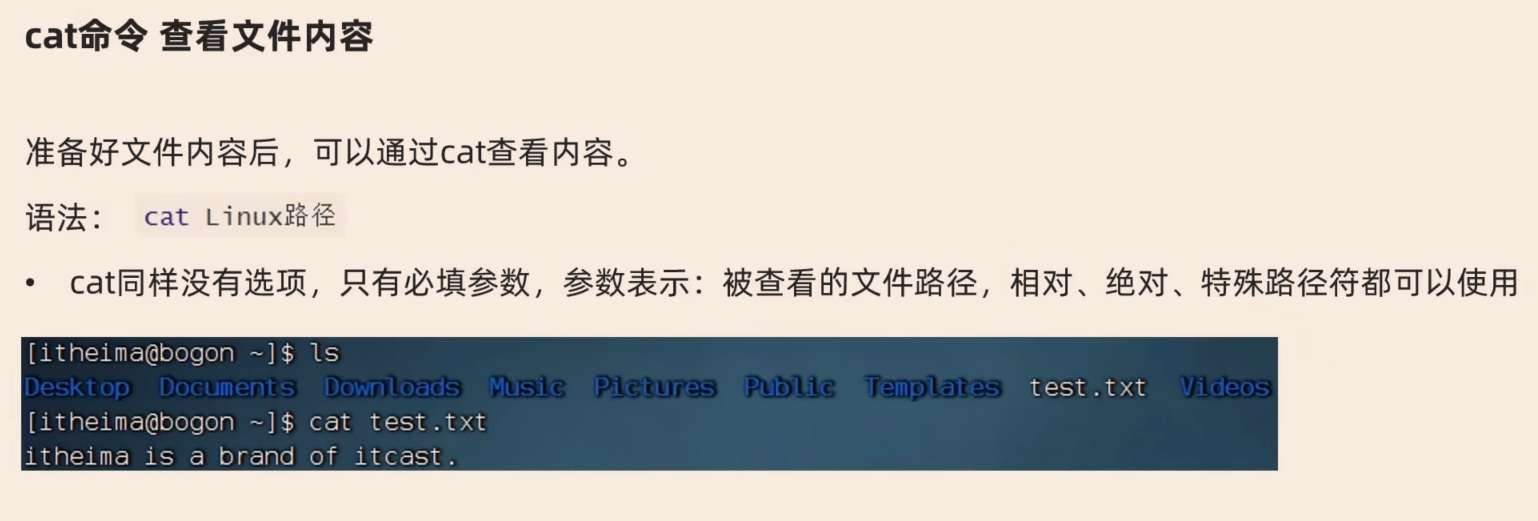 cat命令 查看文件内容
准备好文件内容后，可以通过cat查看内容。
语法： cat Linux路径
• cat同样没有选项，只有必填参数，参数表示：被查看的文件路径，相对、绝对、特殊路径符都可以使用
[itheima@bogon ~]$ ls
Desktop Documents Downloads Music Pictures Public Templates test.txt Videos
[itheima@bogon ~]$ cat test.txt
itheima is a brand of itcast.